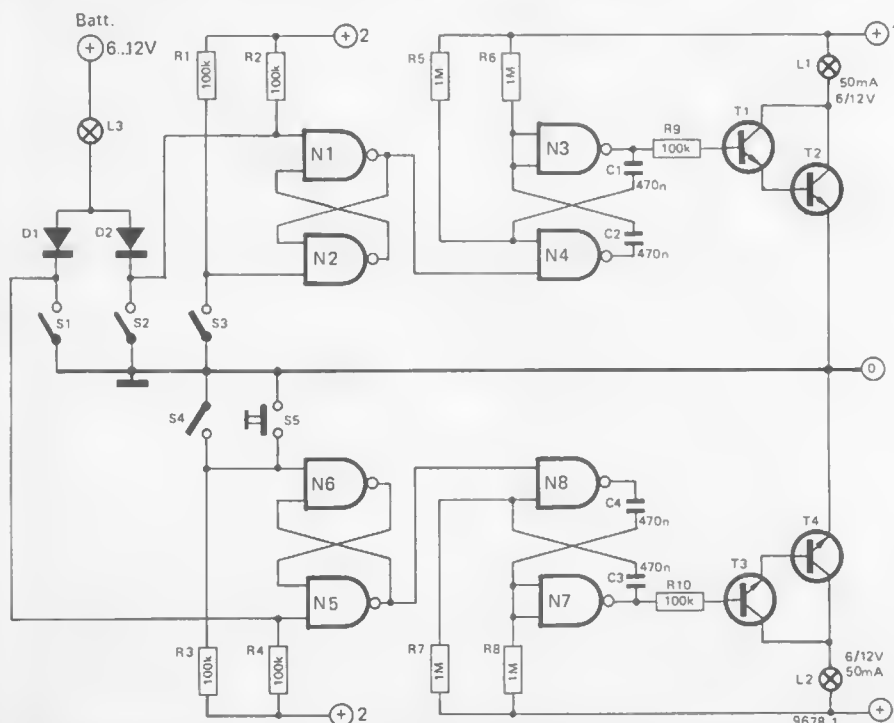 Batt.
+ 6...12V
L3
D1
D2
S1
S2
S3
R1
100k
R2
100k
+ 2
N1
N2
R5
1M
R6
1M
N3
N4
C1
470n
C2
470n
R9
100k
T1
T2
L1
50mA
6/12V
+
0
S4
S5
N6
N5
R3
100k
R4
100k
+ 2
N8
N7
C4
470n
470n
C3
R7
1M
R8
1M
R10
100k
T3
T4
6/12V
50mA
L2
+
9678 1